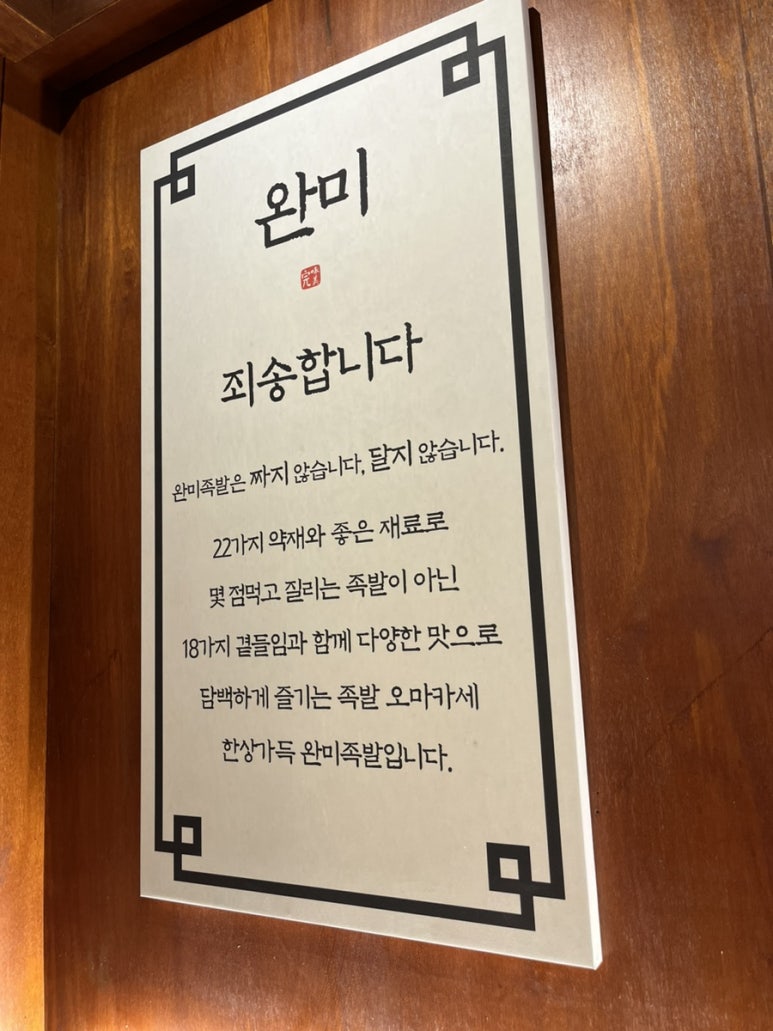 완미
完味
죄송합니다
완미족발은 짜지 않습니다, 달지 않습니다.
22가지 약재와 좋은 재료로
몇 점먹고 질리는 족발이 아닌
18가지 곁들임과 함께 다양한 맛으로
담백하게 즐기는 족발 오마카세
한상가득 완미족발입니다.